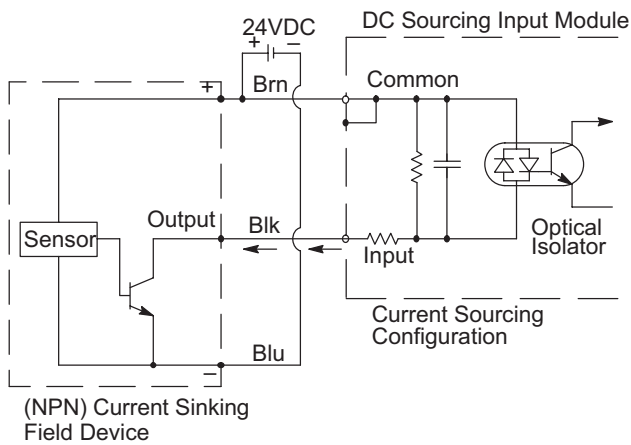 24VDC
+ −
DC Sourcing Input Module
+ Brn
Common
Sensor
Output
Blk
Input
Optical
Isolator
Current Sourcing
Configuration
− Blu
(NPN) Current Sinking
Field Device